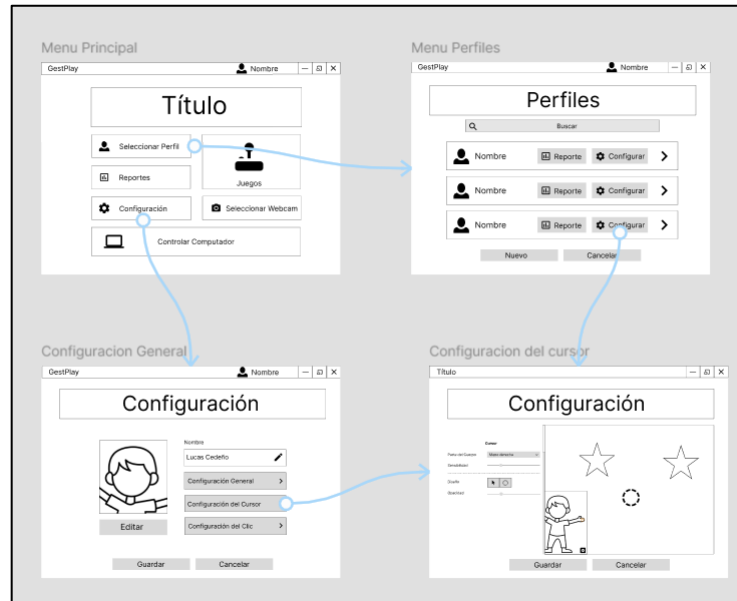 Menu Principal
GestPlay
Nombre
Título
Seleccionar Perfil
Juegos
Reportes
Configuración
Seleccionar Webcam
Controlar Computador
Menu Perfiles
GestPlay
Nombre
Perfiles
Buscar
Nombre Reporte Configurar
Nombre Reporte Configurar
Nombre Reporte Configurar
Nuevo Cancelar
Configuracion General
GestPlay
Nombre
Configuración
Nombre
Lucas Cedeño
Configuración General
Configuración del Cursor
Configuración del Clic
Editar
Guardar Cancelar
Configuracion del cursor
Título
Configuración
Cursor
Mano derecha
Sensibilidad
Diseño
Guardar Cancelar